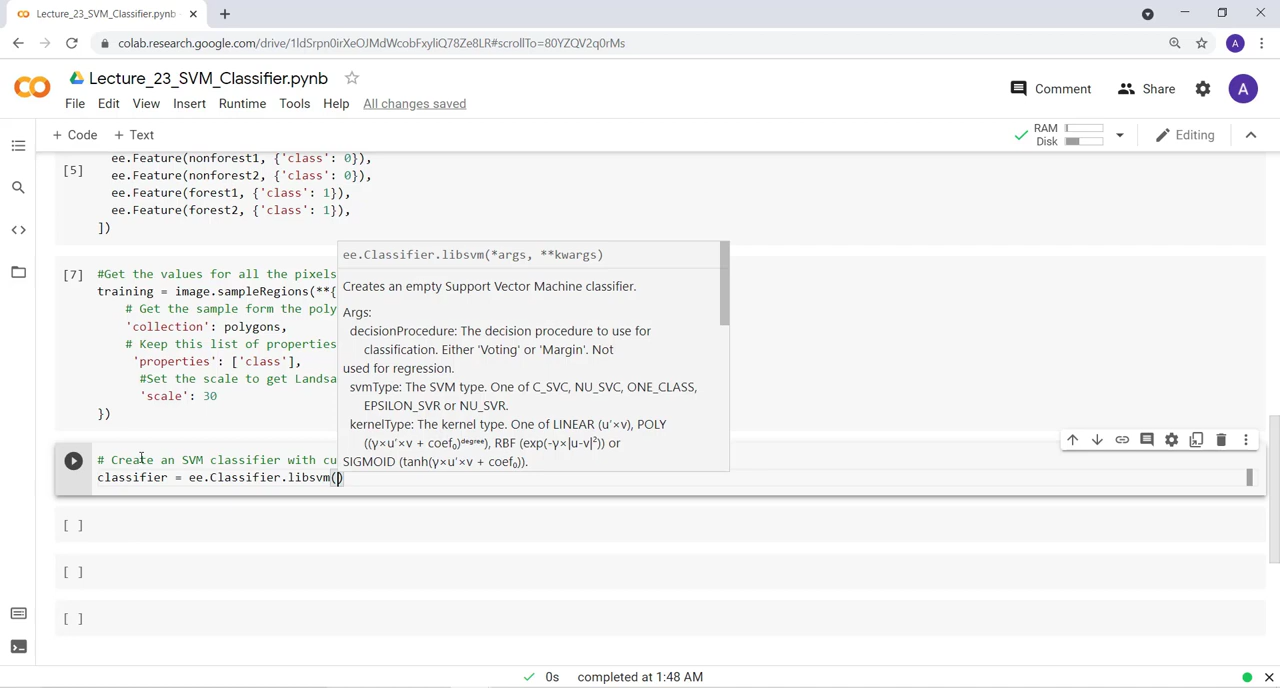 Lecture_23_SVM_Classifier.pynb
colab.research.google.com/drive/1ldSrpn0irXeOJMdWcobFxyliQ78Ze8LR#scrollTo=80YZQV2q0rMs
A
Lecture_23_SVM_Classifier.pynb
File Edit View Insert Runtime Tools Help All changes saved
Comment Share A
+ Code + Text
RAM
Disk
Editing
ee.Feature(nonforest1, {'class': 0}),
[5] ee.Feature(nonforest2, {'class': 0}),
ee.Feature(forest1, {'class': 1}),
ee.Feature(forest2, {'class': 1}),
])
[7] #Get the values for all the pixels
training = image.sampleRegions(**{
# Get the sample form the poly
'collection': polygons,
# Keep this list of properties
'properties': ['class'],
#Set the scale to get Landsa
'scale': 30
})
ee.Classifier.libsvm(*args, **kwargs)
Creates an empty Support Vector Machine classifier.
Args:
decisionProcedure: The decision procedure to use for
classification. Either 'Voting' or 'Margin'. Not
used for regression.
svmType: The SVM type. One of C_SVC, NU_SVC, ONE_CLASS,
EPSILON_SVR or NU_SVR.
kernelType: The kernel type. One of LINEAR (u′×v), POLY
((γ×u′×v + coef₀)ᵈᵉᵍʳᵉᵉ), RBF (exp(-γ×|u-v|²)) or
SIGMOID (tanh(γ×u′×v + coef₀)).
# Create an SVM classifier with cu
classifier = ee.Classifier.libsvm()
[ ]
[ ]
[ ]
0s completed at 1:48 AM